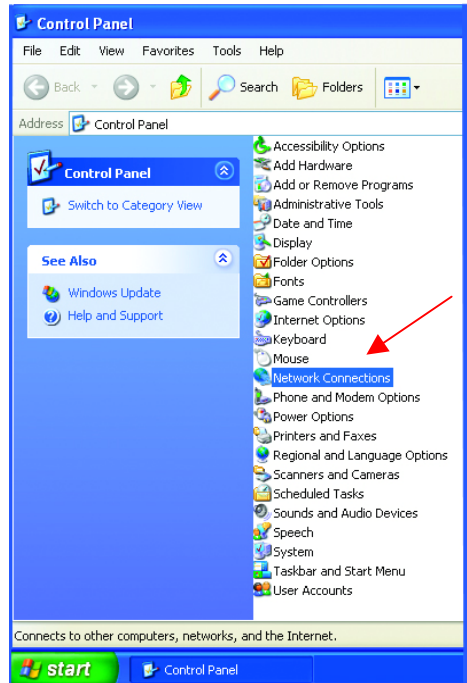 Control Panel
File Edit View Favorites Tools Help
Back Search Folders
Address Control Panel
Control Panel
Switch to Category View
See Also
Windows Update
Help and Support
Accessibility Options
Add Hardware
Add or Remove Programs
Administrative Tools
Date and Time
Display
Folder Options
Fonts
Game Controllers
Internet Options
Keyboard
Mouse
Network Connections
Phone and Modem Options
Power Options
Printers and Faxes
Regional and Language Options
Scanners and Cameras
Scheduled Tasks
Sounds and Audio Devices
Speech
System
Taskbar and Start Menu
User Accounts
Connects to other computers, networks, and the Internet.
start Control Panel